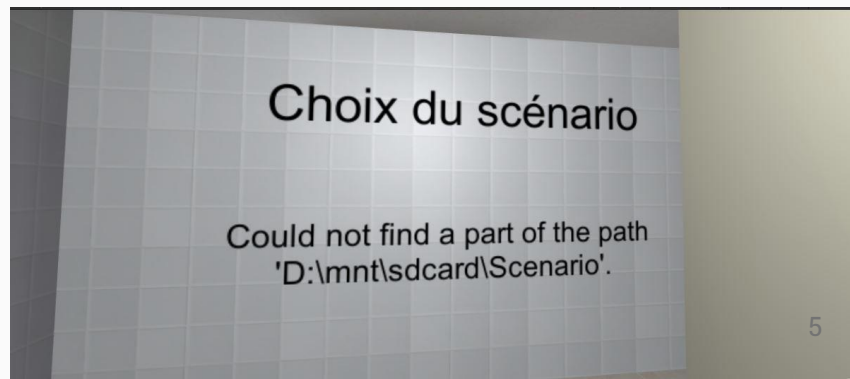 Choix du scénario
Could not find a part of the path
'D:\mnt\sdcard\Scenario'.
5